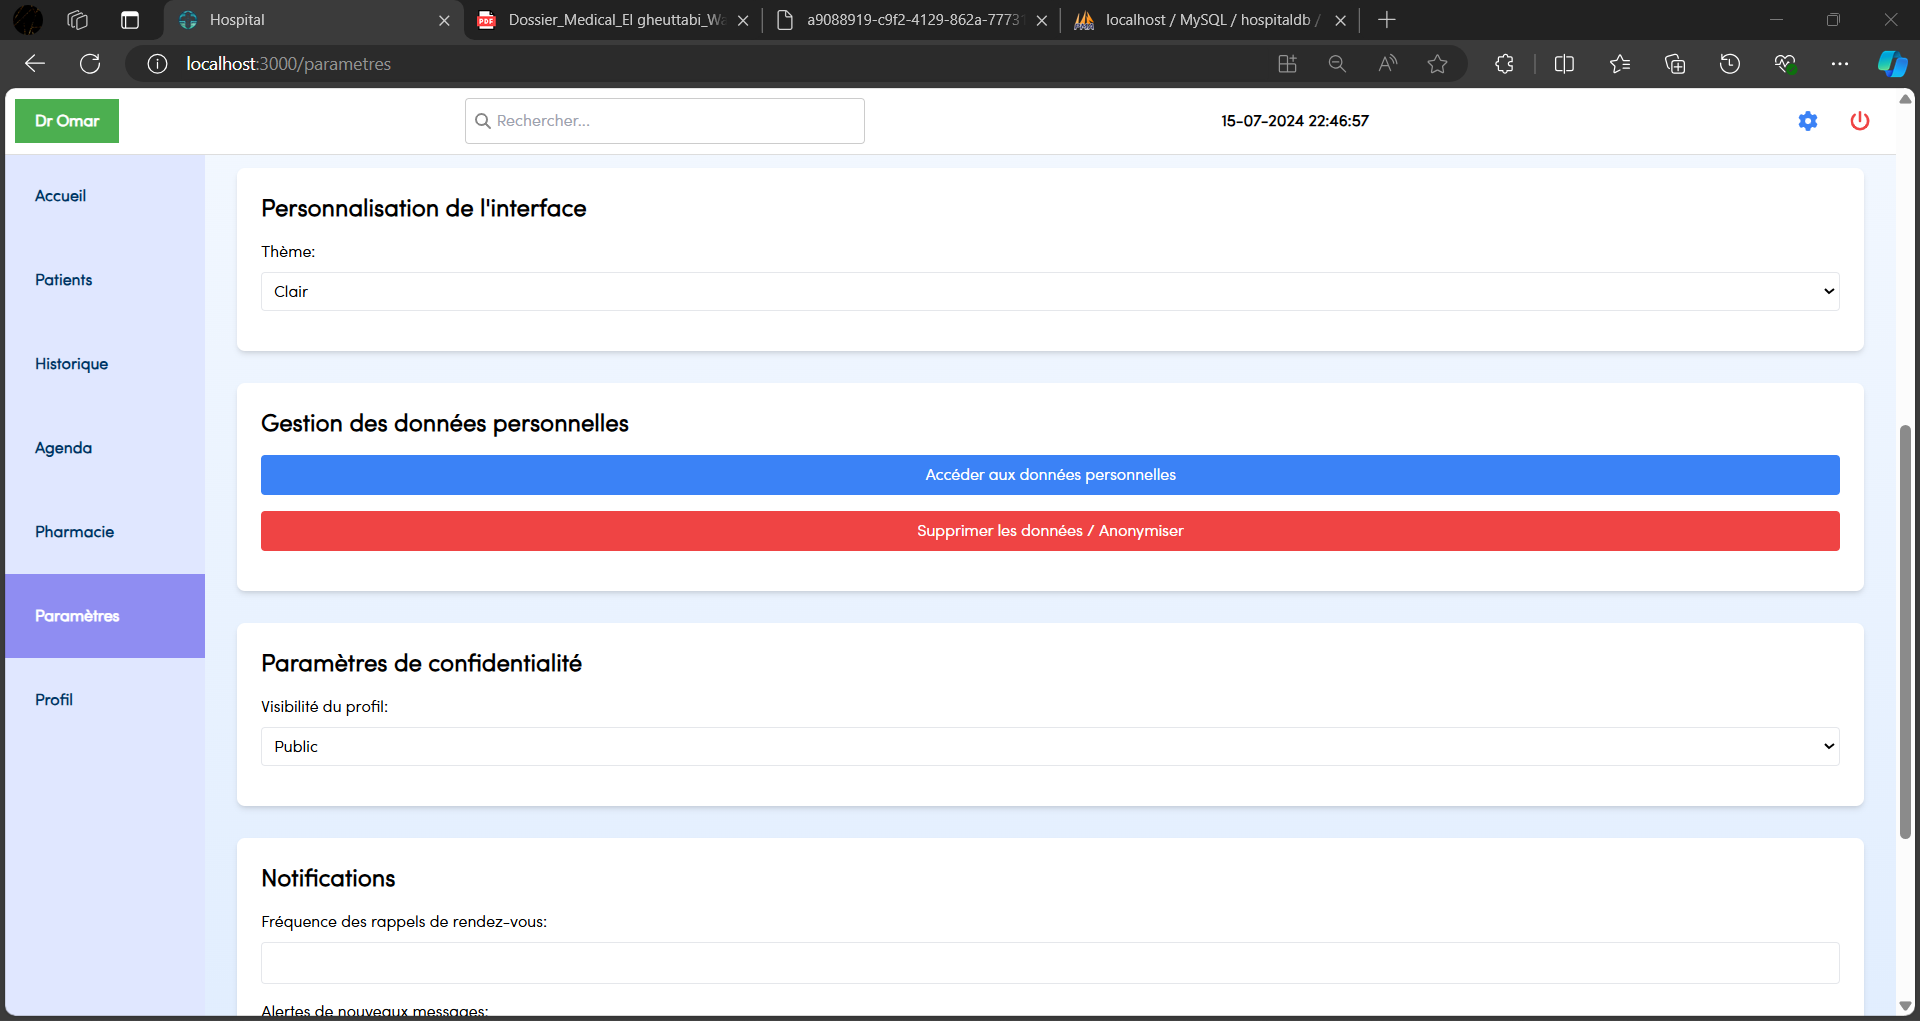 Hospital
Dossier_Medical_El gheuttabi_Wa
a9088919-c9f2-4129-862a-7773
localhost / MySQL / hospitaldb /
localhost:3000/parametres
Dr Omar
Rechercher...
15-07-2024 22:46:57
Accueil
Patients
Historique
Agenda
Pharmacie
Paramètres
Profil
Personnalisation de l'interface
Thème:
Clair
Gestion des données personnelles
Accéder aux données personnelles
Supprimer les données / Anonymiser
Paramètres de confidentialité
Visibilité du profil:
Public
Notifications
Fréquence des rappels de rendez-vous:
Alertes de nouveaux messages: